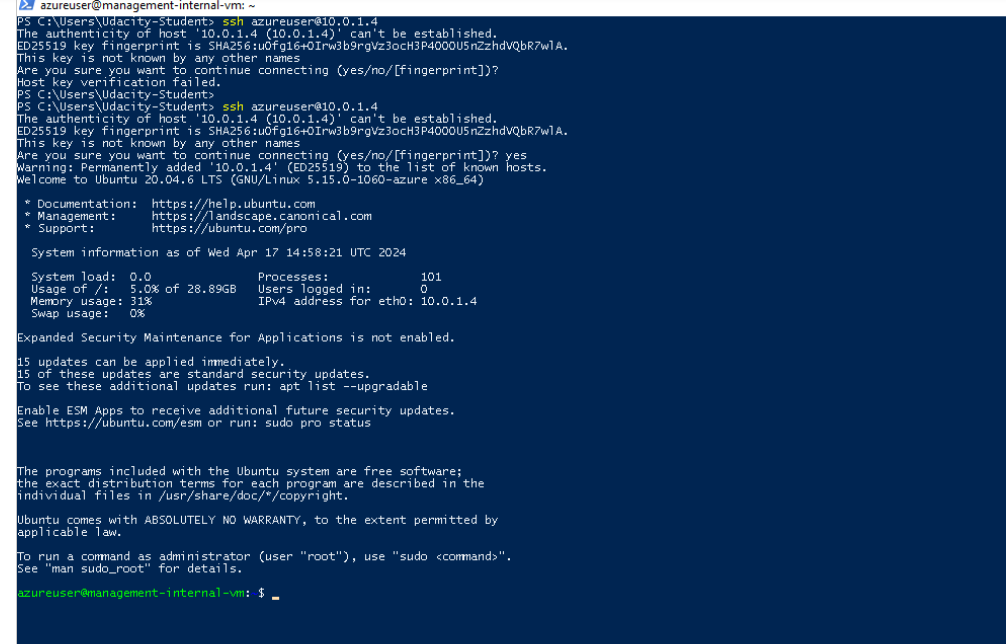 azureuser@management-internal-vm: ~
PS C:\Users\Udacity-Student> ssh azureuser@10.0.1.4
The authenticity of host '10.0.1.4 (10.0.1.4)' can't be established.
ED25519 key fingerprint is SHA256:uOfg16+OIrw3b9rgVz3ocH3P4OOOU5nZzhdVQbR7wlA.
This key is not known by any other names
Are you sure you want to continue connecting (yes/no/[fingerprint])?
Host key verification failed.
PS C:\Users\Udacity-Student>
PS C:\Users\Udacity-Student> ssh azureuser@10.0.1.4
The authenticity of host '10.0.1.4 (10.0.1.4)' can't be established.
ED25519 key fingerprint is SHA256:uOfg16+OIrw3b9rgVz3ocH3P4OOOU5nZzhdVQbR7wlA.
This key is not known by any other names
Are you sure you want to continue connecting (yes/no/[fingerprint])? yes
Warning: Permanently added '10.0.1.4' (ED25519) to the list of known hosts.
Welcome to Ubuntu 20.04.6 LTS (GNU/Linux 5.15.0-1060-azure x86_64)
* Documentation: https://help.ubuntu.com
* Management: https://landscape.canonical.com
* Support: https://ubuntu.com/pro
System information as of Wed Apr 17 14:58:21 UTC 2024
System load: 0.0 Processes: 101
Usage of /: 5.0% of 28.89GB Users logged in: 0
Memory usage: 31% IPv4 address for eth0: 10.0.1.4
Swap usage: 0%
Expanded Security Maintenance for Applications is not enabled.
15 updates can be applied immediately.
15 of these updates are standard security updates.
To see these additional updates run: apt list --upgradable
Enable ESM Apps to receive additional future security updates.
See https://ubuntu.com/esm or run: sudo pro status
The programs included with the Ubuntu system are free software;
the exact distribution terms for each program are described in the
individual files in /usr/share/doc/*/copyright.
Ubuntu comes with ABSOLUTELY NO WARRANTY, to the extent permitted by
applicable law.
To run a command as administrator (user "root"), use "sudo <command>".
See "man sudo_root" for details.
azureuser@management-internal-vm: $ _